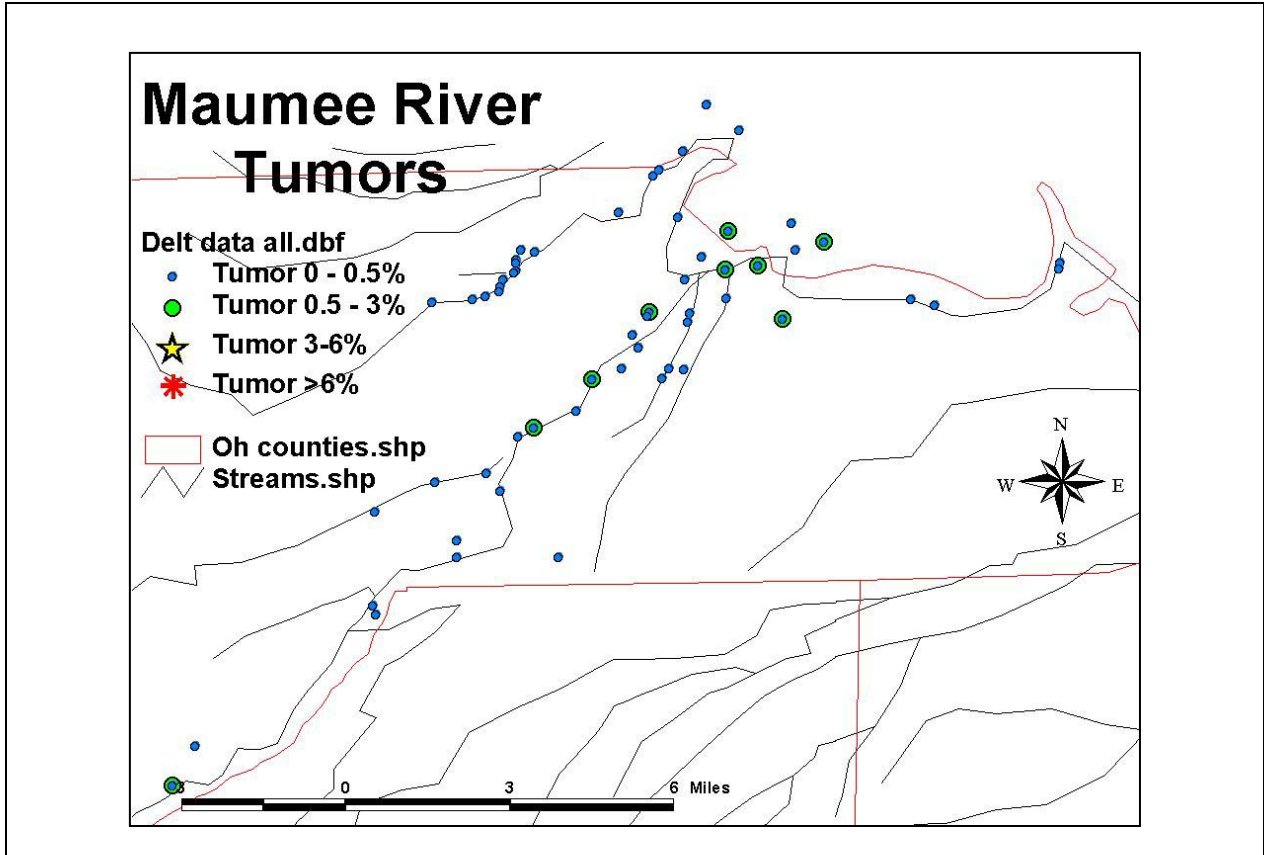 Maumee River
Tumors
Delt data all.dbf
Tumor 0 - 0.5%
Tumor 0.5 - 3%
Tumor 3-6%
Tumor >6%
Oh counties.shp
Streams.shp
N
W
E
S
3 0 3 6 Miles